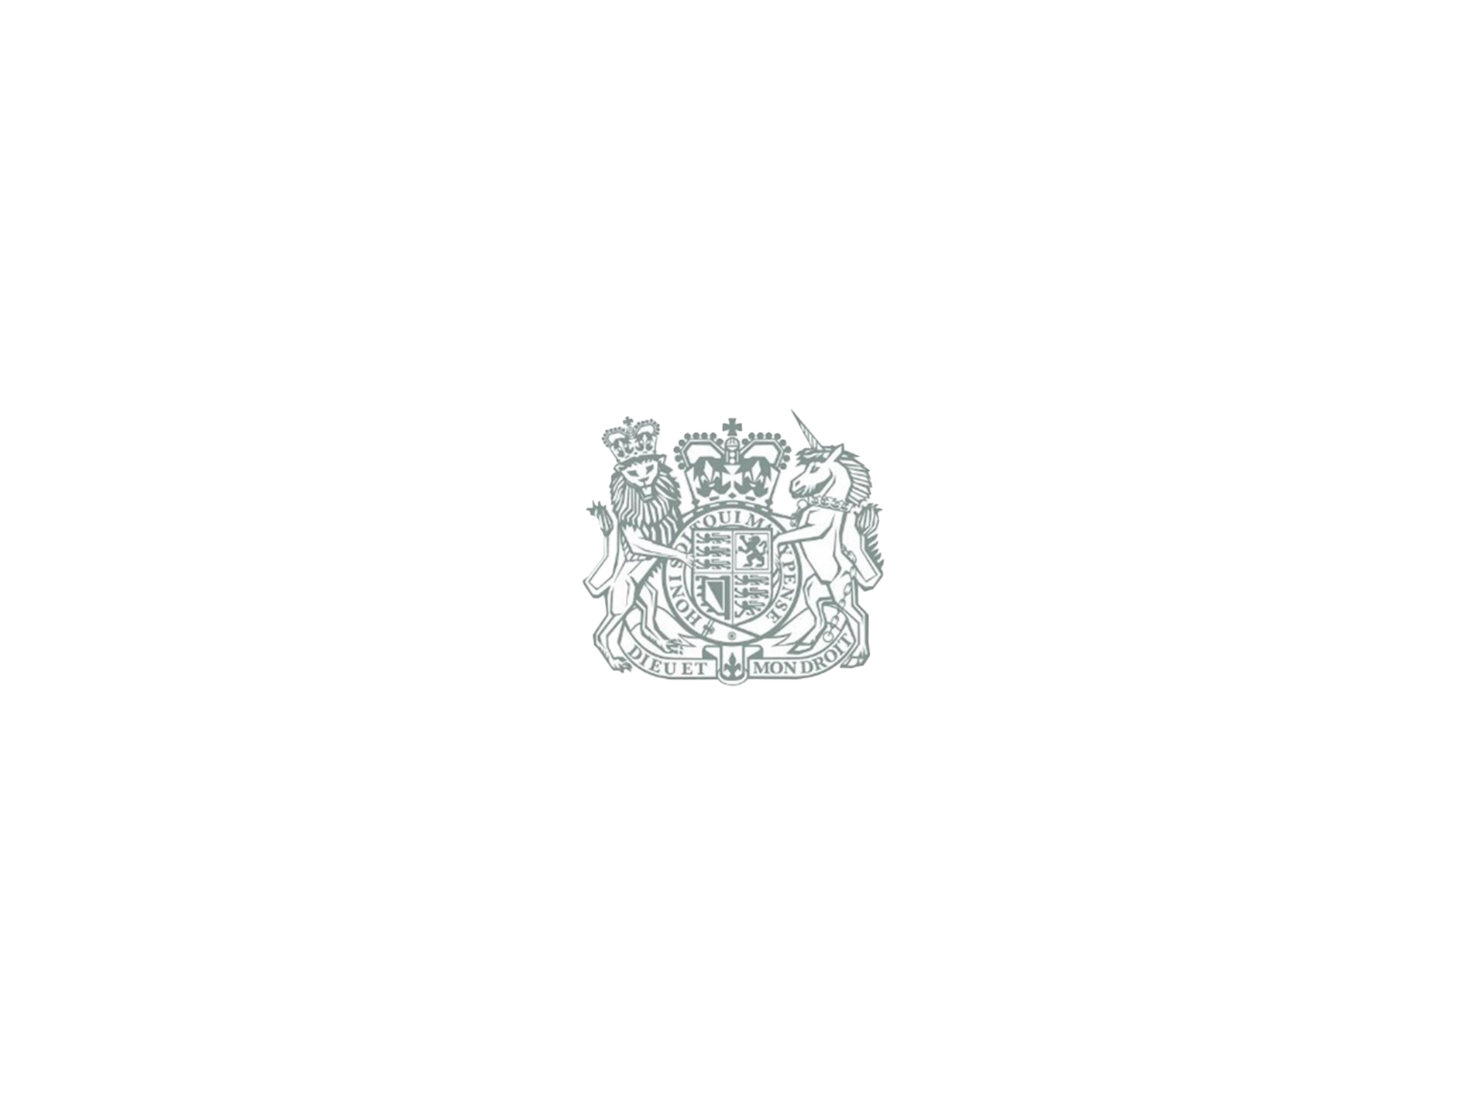 HONI S
QUI M
PENSE
DIEU ET MON DROIT